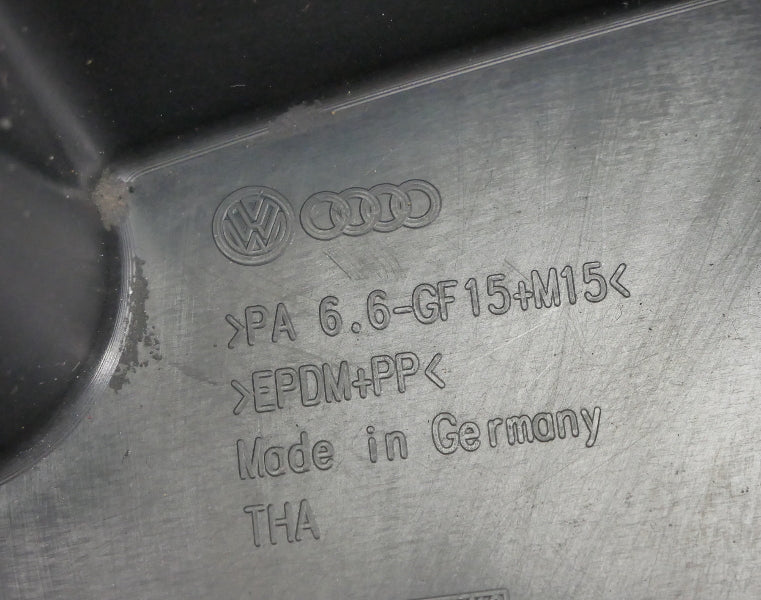 >PA 6.6-GF15+M15<
>EPDM+PP<
Made in Germany
THA